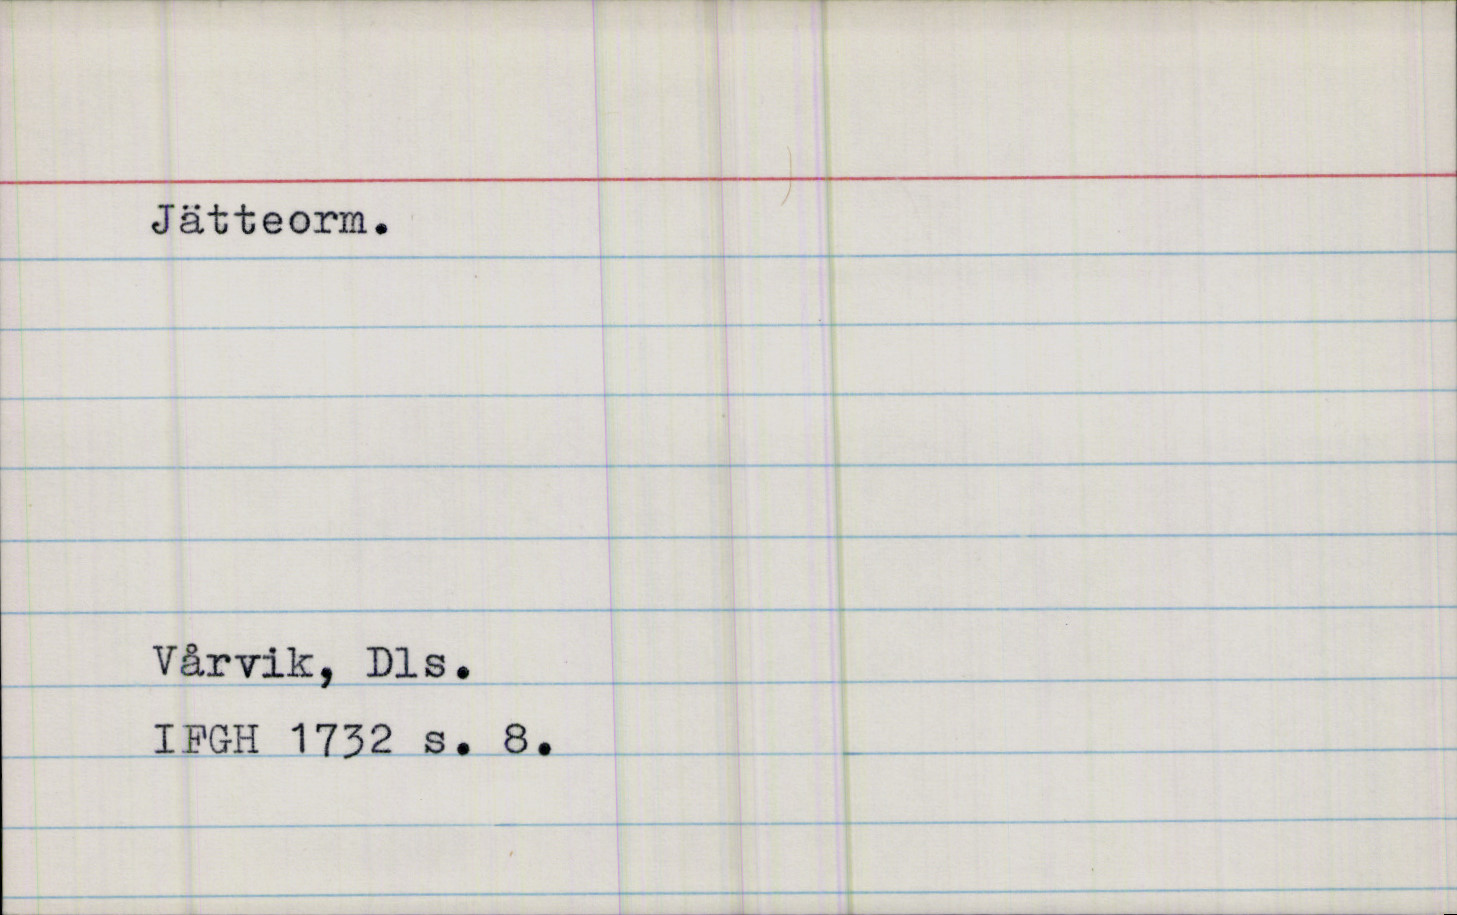 Jätteorm.
Vårvik, Dls.
IFGH 1732 s. 8.